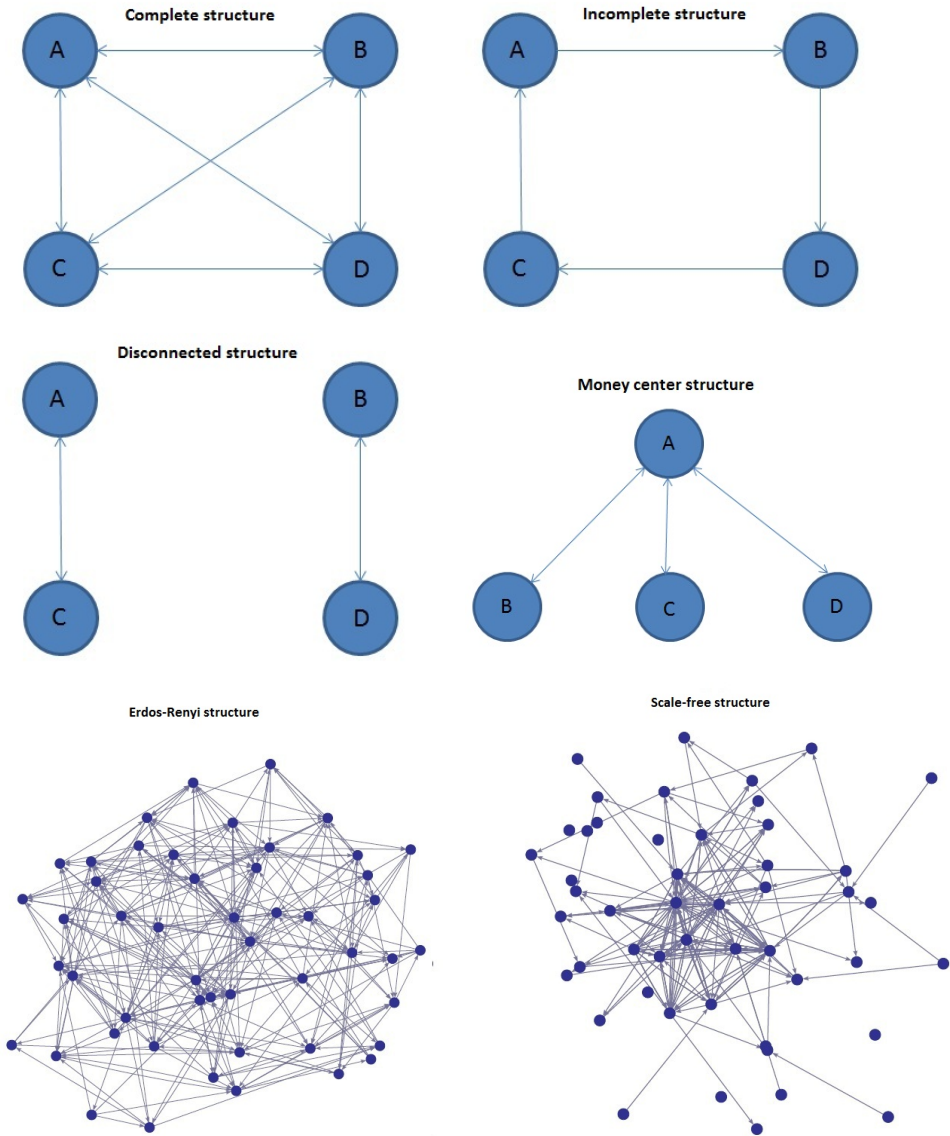 Complete structure
A
B
C
D
Incomplete structure
A
B
C
D
Disconnected structure
A
B
C
D
Money center structure
A
B
C
D
Erdos-Renyi structure
Scale-free structure